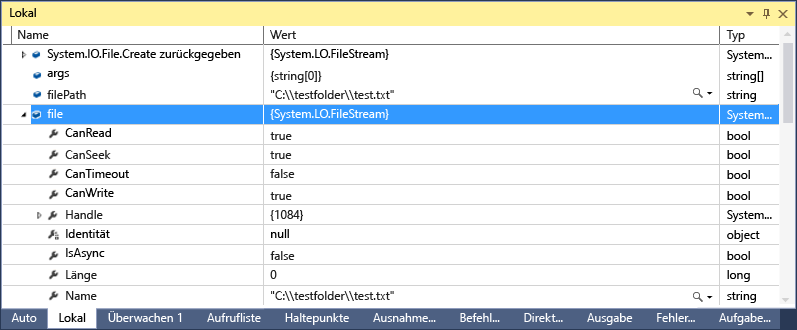 Lokal
Name Wert Typ
System.IO.File.Create zurückgegeben {System.LO.FileStream} System...
args {string[0]} string[]
filePath "C:\\testfolder\\test.txt" string
file {System.LO.FileStream} System...
CanRead true bool
CanSeek true bool
CanTimeout false bool
CanWrite true bool
Handle {1084} System...
Identität null object
IsAsync false bool
Länge 0 long
Name "C:\\testfolder\\test.txt" string
Auto Lokal Überwachen 1 Aufrufliste Haltepunkte Ausnahme... Befehl... Direkt... Ausgabe Fehler... Aufgabe...